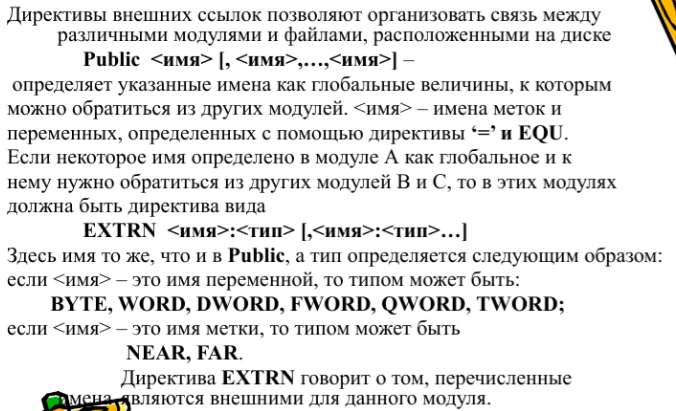 Директивы внешних ссылок позволяют организовать связь между
различными модулями и файлами, расположенными на диске
Public <имя> [, <имя>,…,<имя>] –
определяет указанные имена как глобальные величины, к которым
можно обратиться из других модулей. <имя> – имена меток и
переменных, определенных с помощью директивы ‘=’ и EQU.
Если некоторое имя определено в модуле А как глобальное и к
нему нужно обратиться из других модулей В и С, то в этих модулях
должна быть директива вида
EXTRN <имя>:<тип> [,<имя>:<тип>…]
Здесь имя то же, что и в Public, а тип определяется следующим образом:
если <имя> – это имя переменной, то типом может быть:
BYTE, WORD, DWORD, FWORD, QWORD, TWORD;
если <имя> – это имя метки, то типом может быть
NEAR, FAR.
Директива EXTRN говорит о том, перечисленные
имена являются внешними для данного модуля.